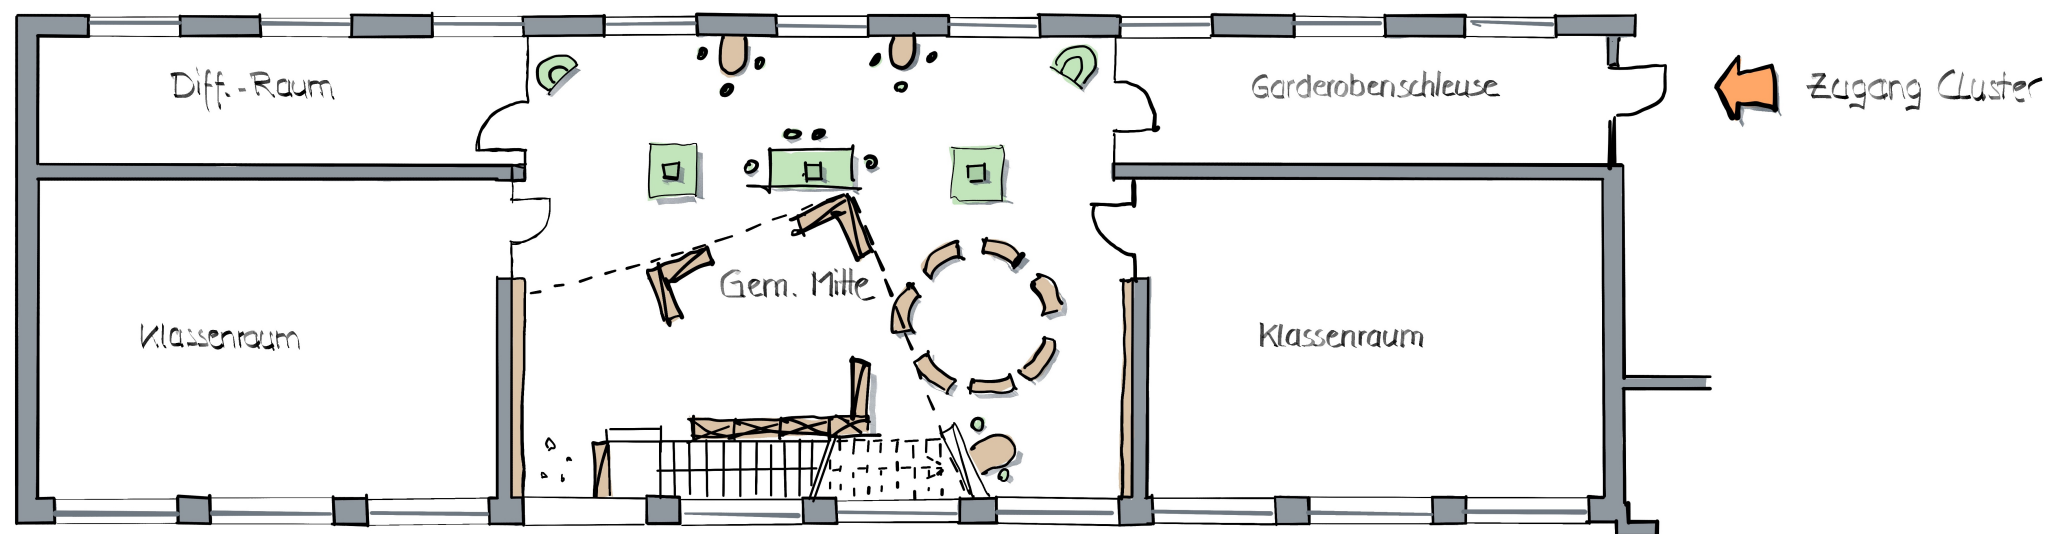 Diff.-Raum
Garderobenschleuse
Zugang Cluster
Gem. Mitte
Klassenraum
Klassenraum